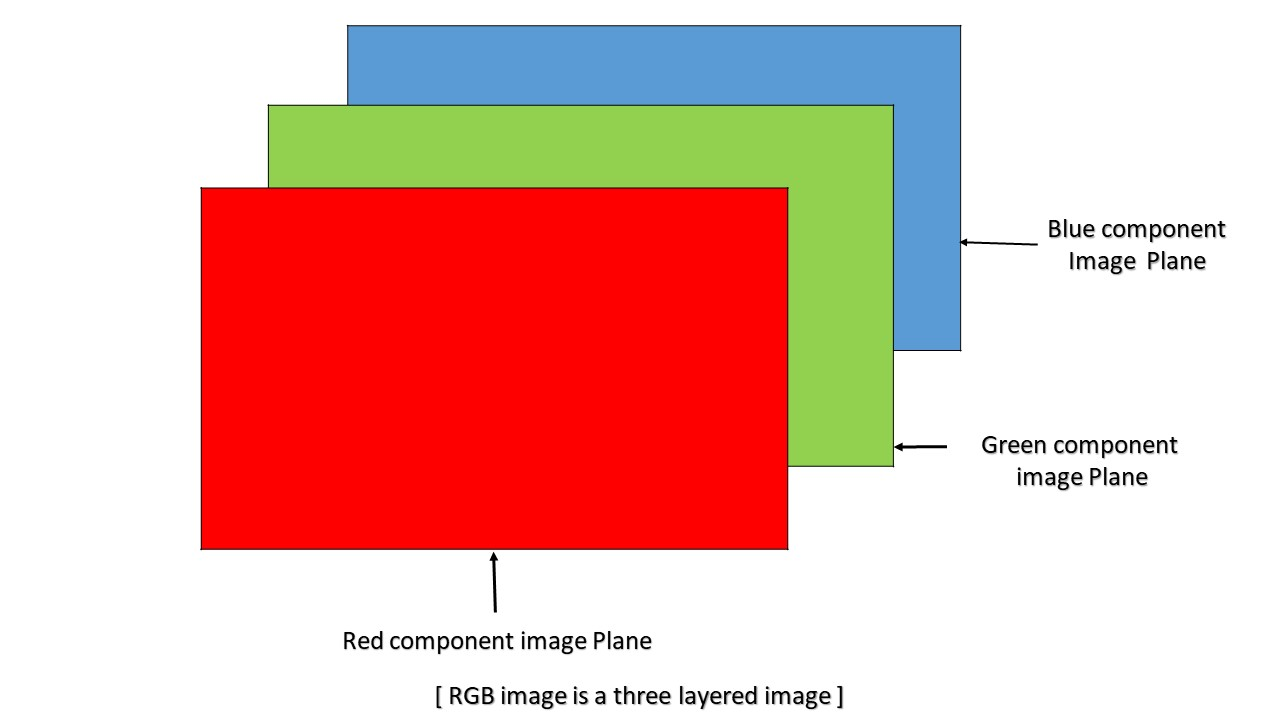 Blue component
Image  Plane
Green component
image Plane
Red component image Plane
[ RGB image is a three layered image ]